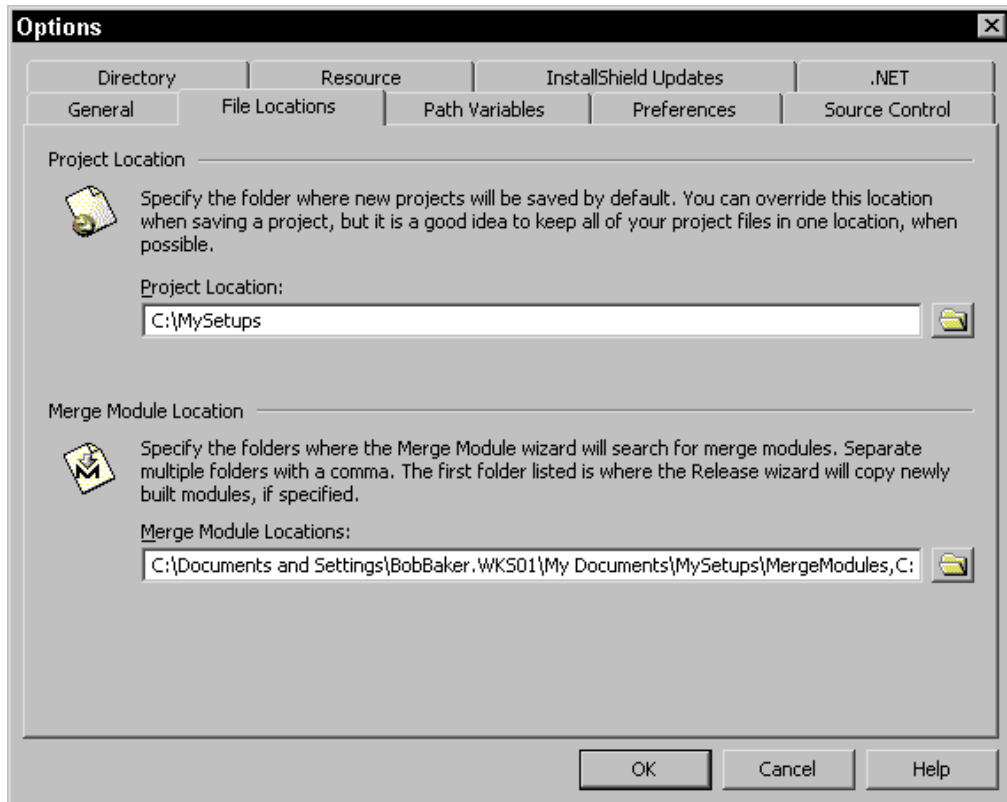 Options
Directory
Resource
InstallShield Updates
.NET
General
File Locations
Path Variables
Preferences
Source Control
Project Location
Specify the folder where new projects will be saved by default. You can override this location
when saving a project, but it is a good idea to keep all of your project files in one location, when
possible.
Project Location:
C:\MySetups
Merge Module Location
Specify the folders where the Merge Module wizard will search for merge modules. Separate
multiple folders with a comma. The first folder listed is where the Release wizard will copy newly
built modules, if specified.
Merge Module Locations:
C:\Documents and Settings\BobBaker.WKS01\My Documents\MySetups\MergeModules,C:
OK
Cancel
Help